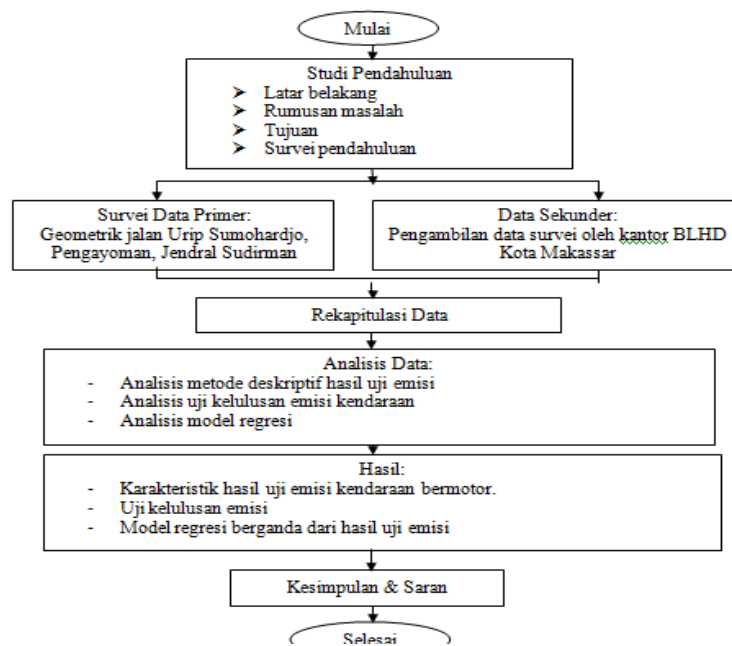 Mulai
Studi Pendahuluan
➢ Latar belakang
➢ Rumusan masalah
➢ Tujuan
➢ Survei pendahuluan
Survei Data Primer:
Geometrik jalan Urip Sumohardjo,
Pengayoman, Jendral Sudirman
Data Sekunder:
Pengambilan data survei oleh kantor BLHD
Kota Makassar
Rekapitulasi Data
Analisis Data:
- Analisis metode deskriptif hasil uji emisi
- Analisis uji kelulusan emisi kendaraan
- Analisis model regresi
Hasil:
- Karakteristik hasil uji emisi kendaraan bermotor.
- Uji kelulusan emisi
- Model regresi berganda dari hasil uji emisi
Kesimpulan & Saran
Selesai